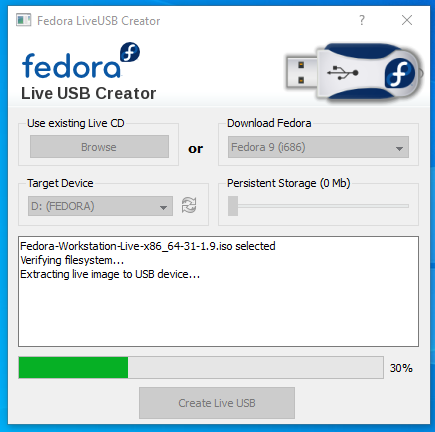 Fedora LiveUSB Creator
fedora
Live USB Creator
Use existing Live CD
Browse
or
Download Fedora
Fedora 9 (i686)
Target Device
D: (FEDORA)
Persistent Storage (0 Mb)
Fedora-Workstation-Live-x86_64-31-1.9.iso selected
Verifying filesystem...
Extracting live image to USB device...
30%
Create Live USB